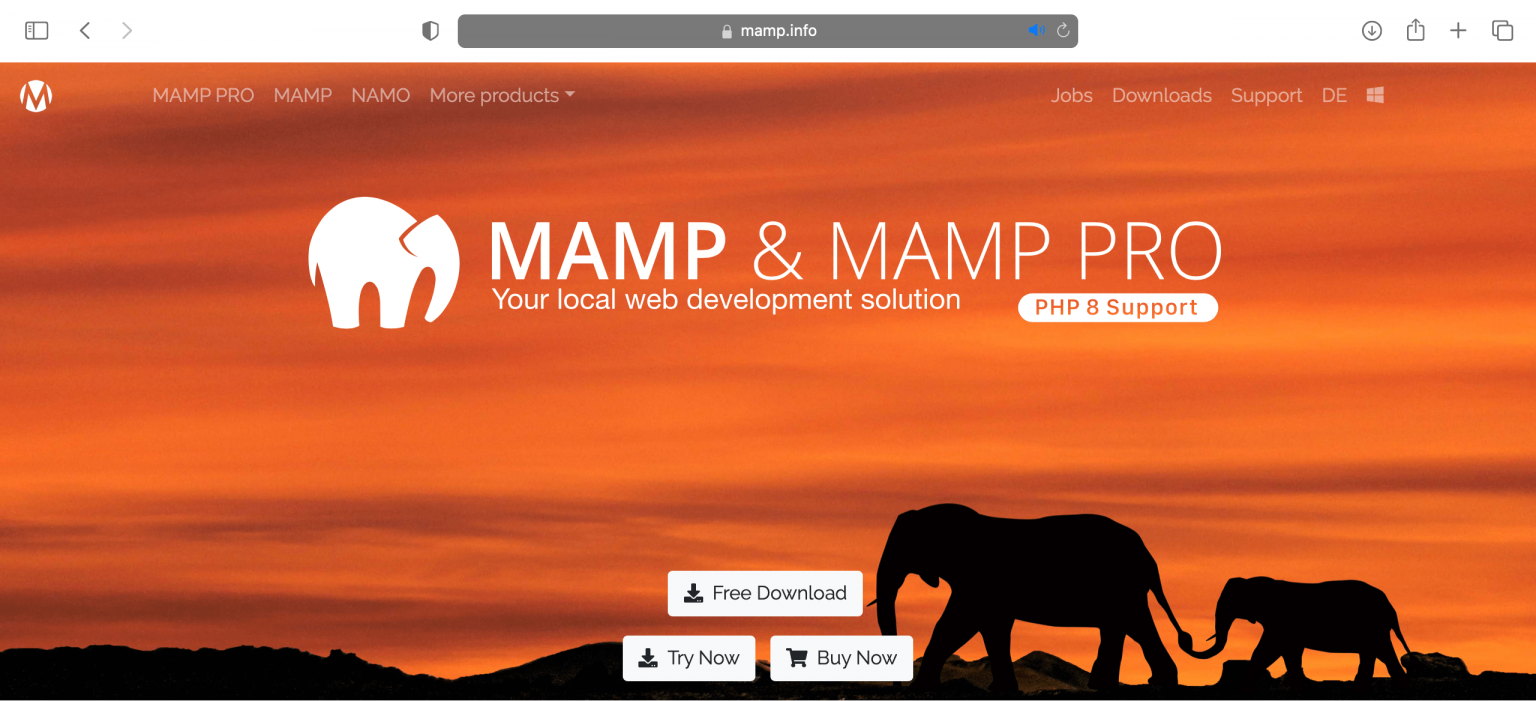 mamp.info
M MAMP PRO MAMP NAMO More products Jobs Downloads Support DE
MAMP & MAMP PRO
Your local web development solution
PHP 8 Support
Free Download
Try Now Buy Now